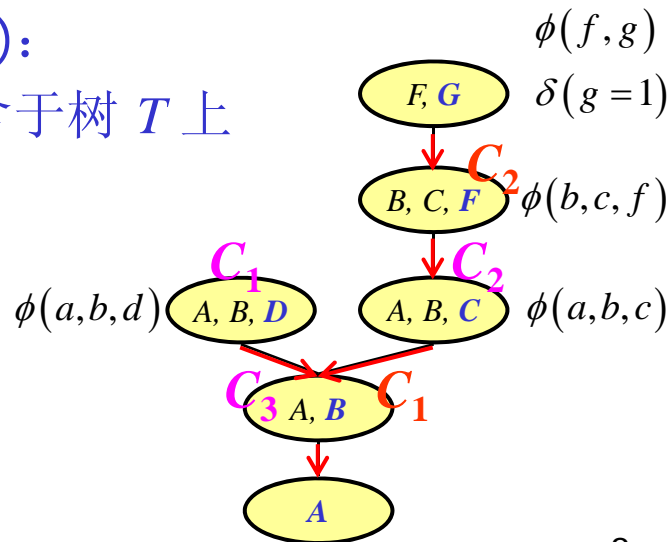 ):
于树 T 上
ϕ(f,g)
F, G
δ(g=1)
C₂
B, C, F
ϕ(b,c,f)
C₁
C₂
ϕ(a,b,d)
A, B, D
A, B, C
ϕ(a,b,c)
C₃
A, B
C₁
A